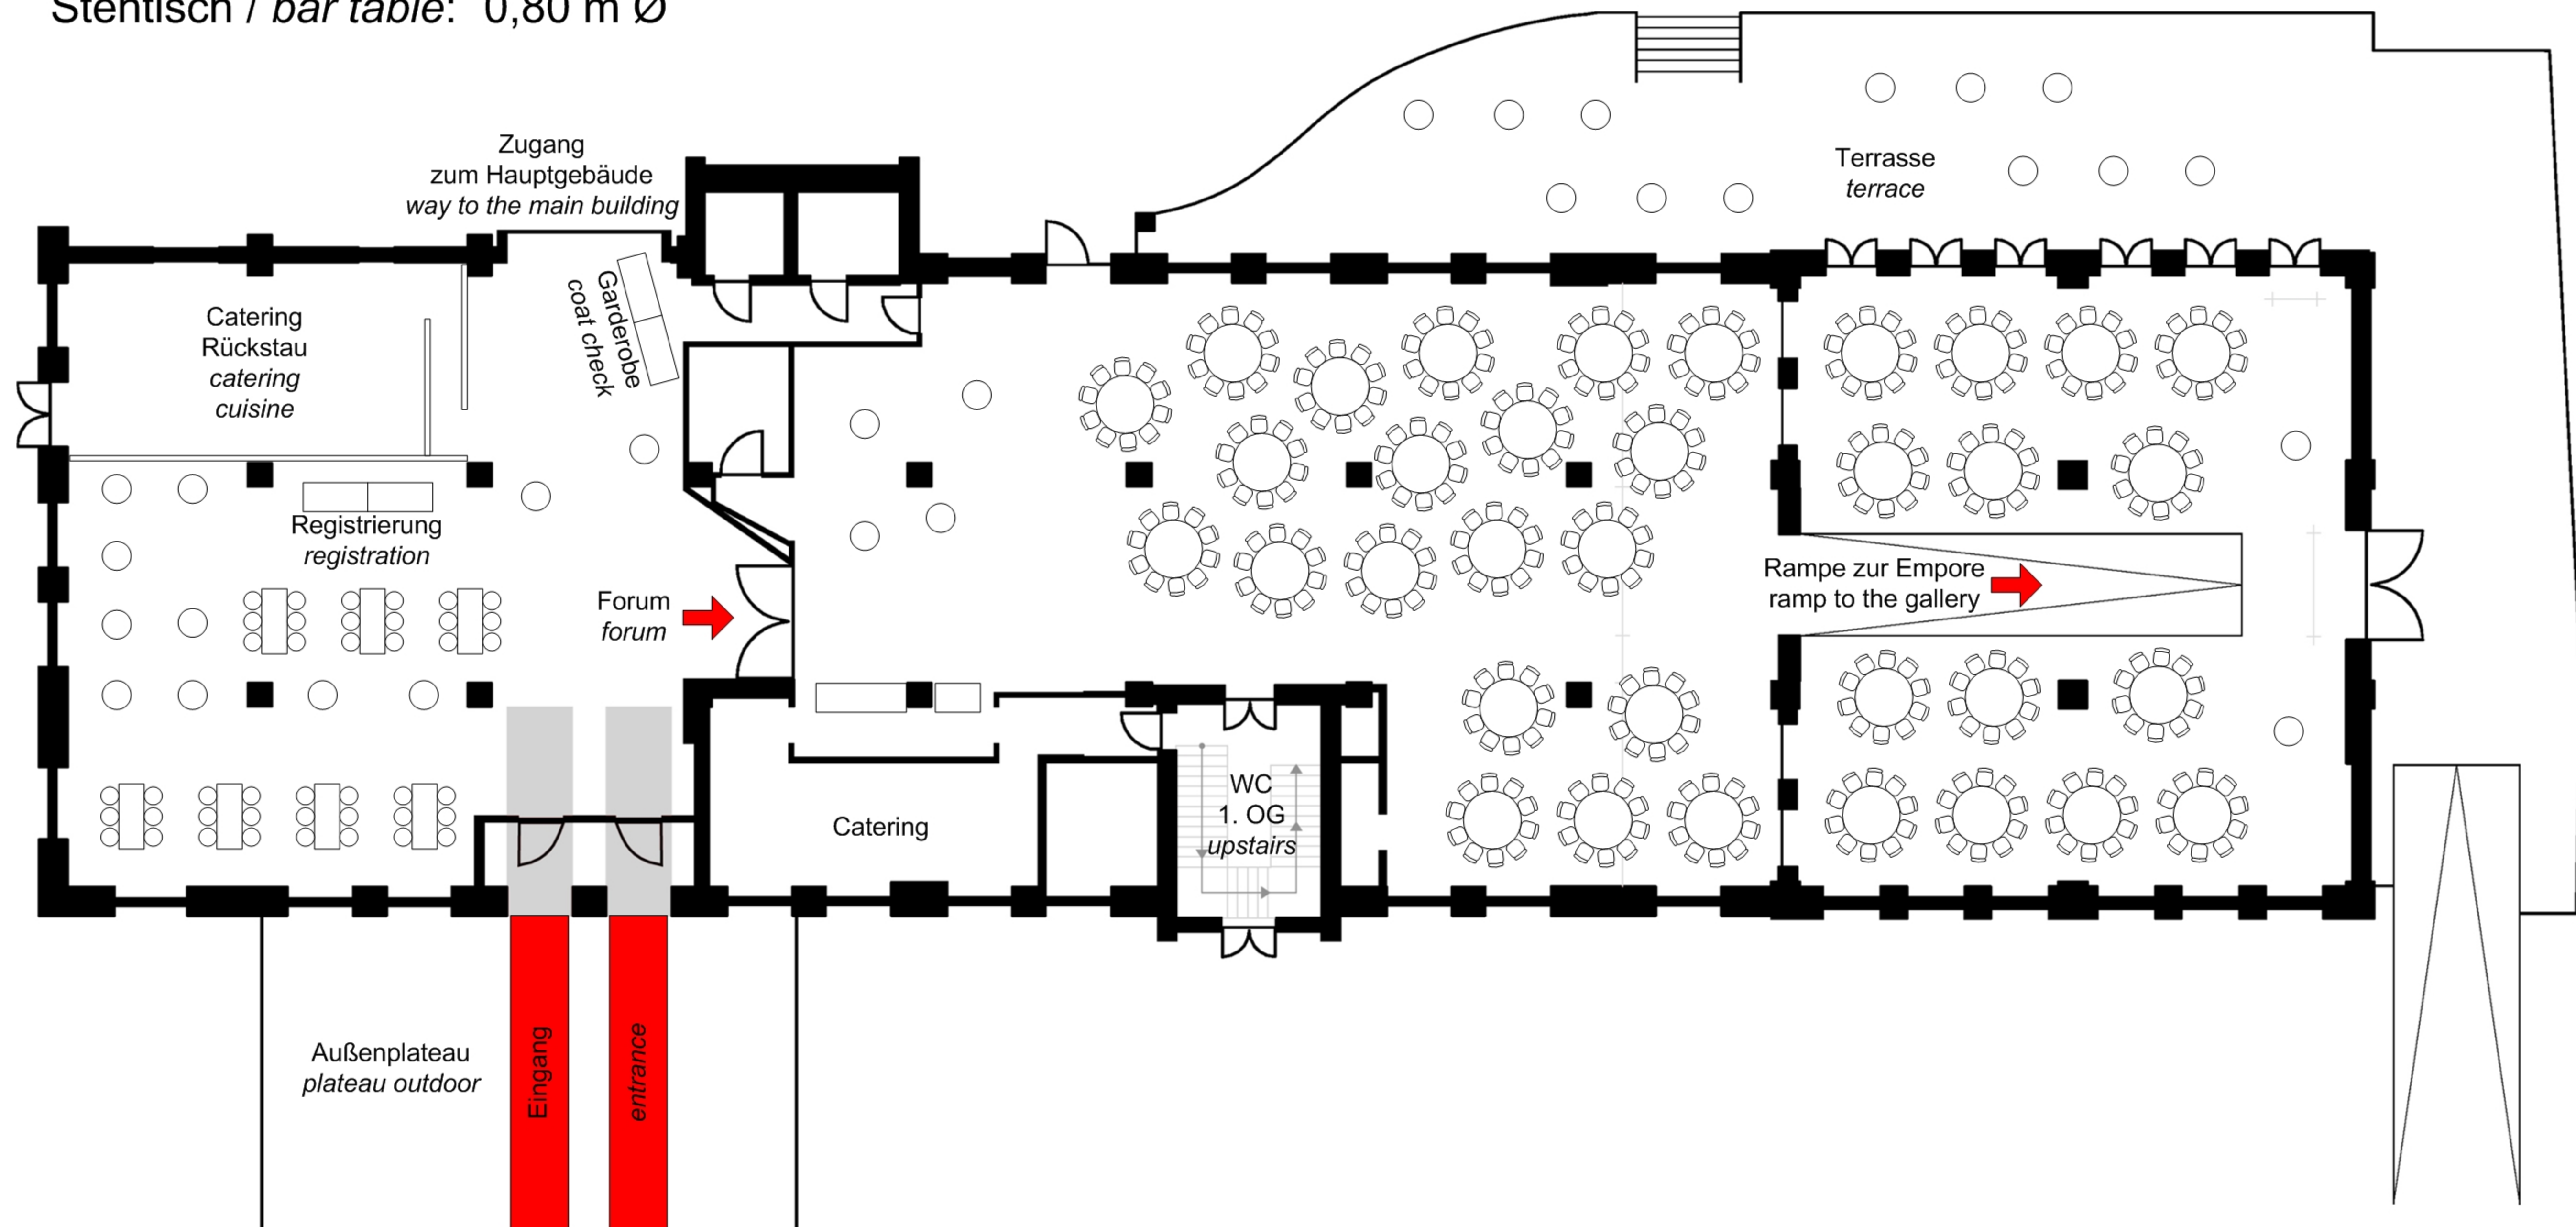 Stehtisch / bar table: 0,80 m Ø
Zugang
zum Hauptgebäude
way to the main building
Terrasse
terrace
Garderobe
coat check
Catering
Rückstau
catering
cuisine
Registrierung
registration
Forum
forum
Rampe zur Empore
ramp to the gallery
WC
1. OG
upstairs
Catering
Außenplateau
plateau outdoor
Eingang
entrance